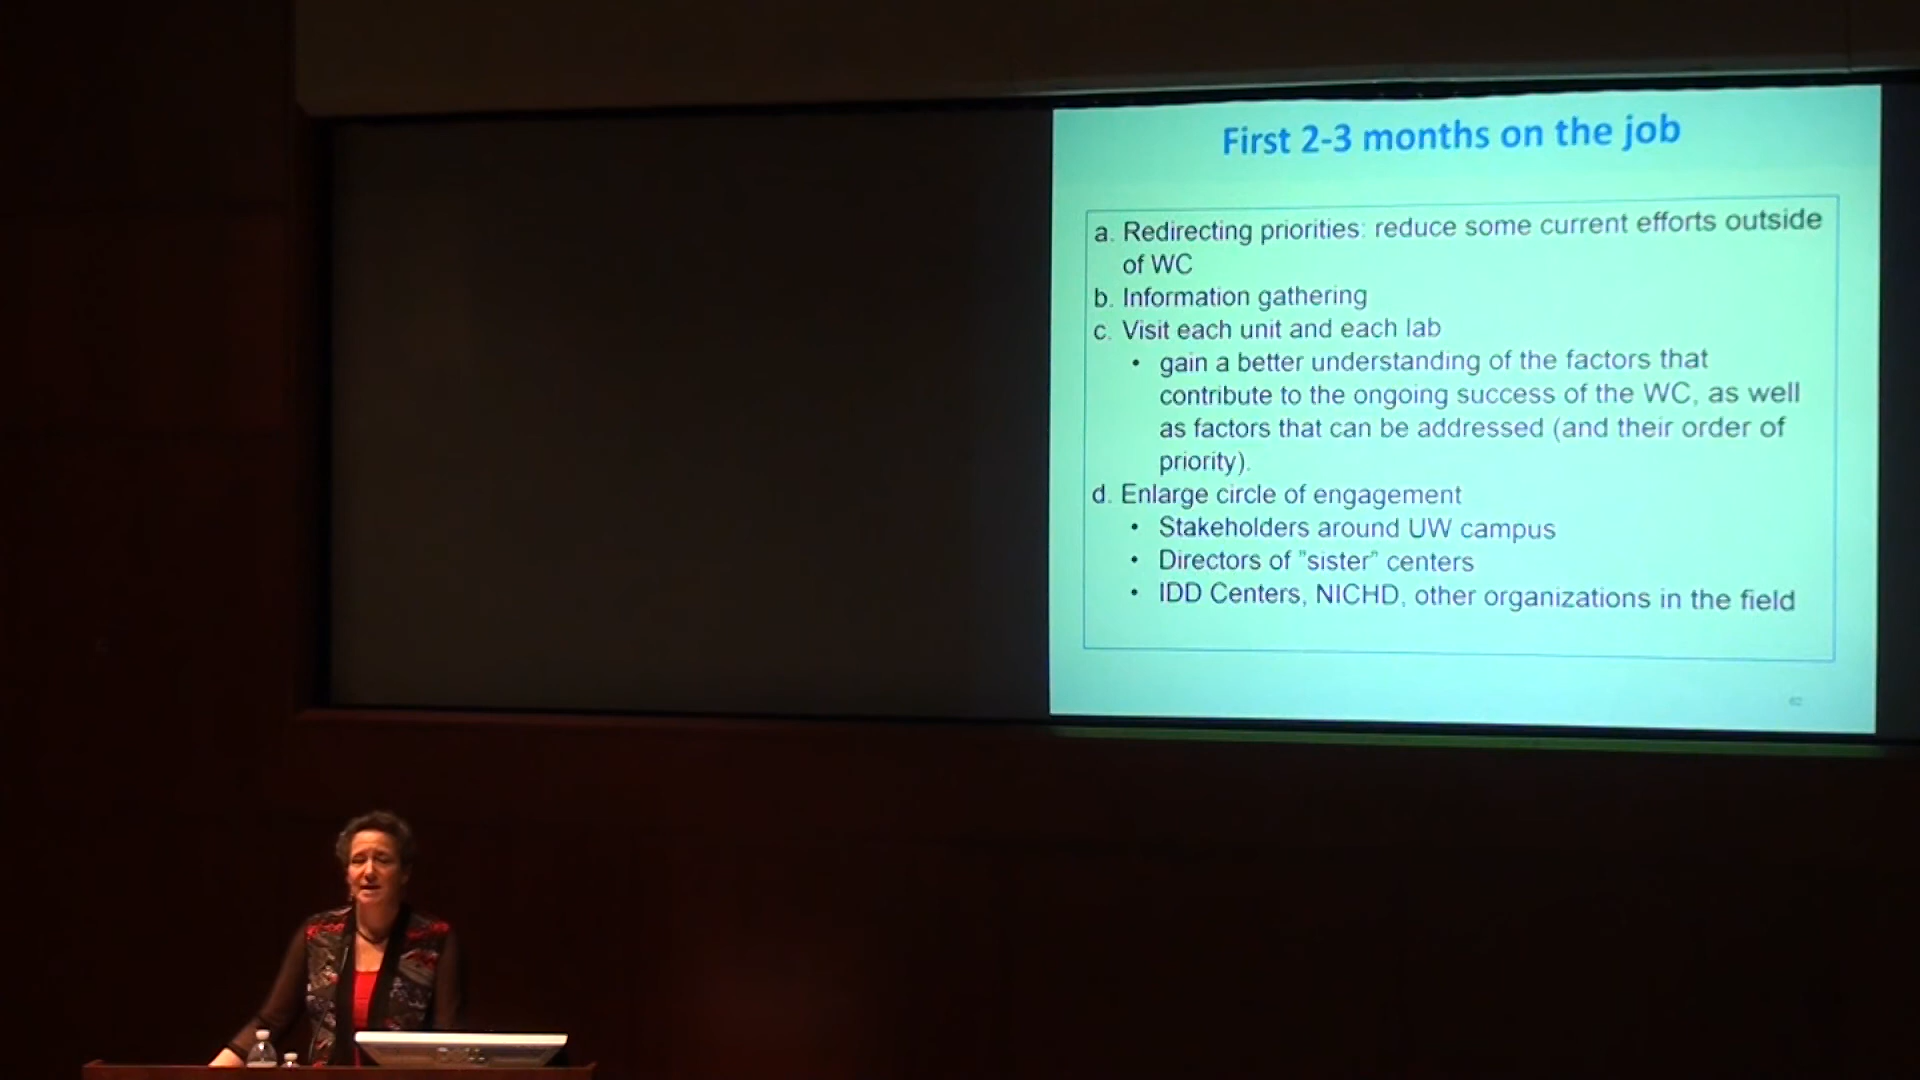 First 2-3 months on the job
a. Redirecting priorities: reduce some current efforts outside
of WC
b. Information gathering
c. Visit each unit and each lab
• gain a better understanding of the factors that
contribute to the ongoing success of the WC, as well
as factors that can be addressed (and their order of
priority).
d. Enlarge circle of engagement
• Stakeholders around UW campus
• Directors of "sister" centers
• IDD Centers, NICHD, other organizations in the field